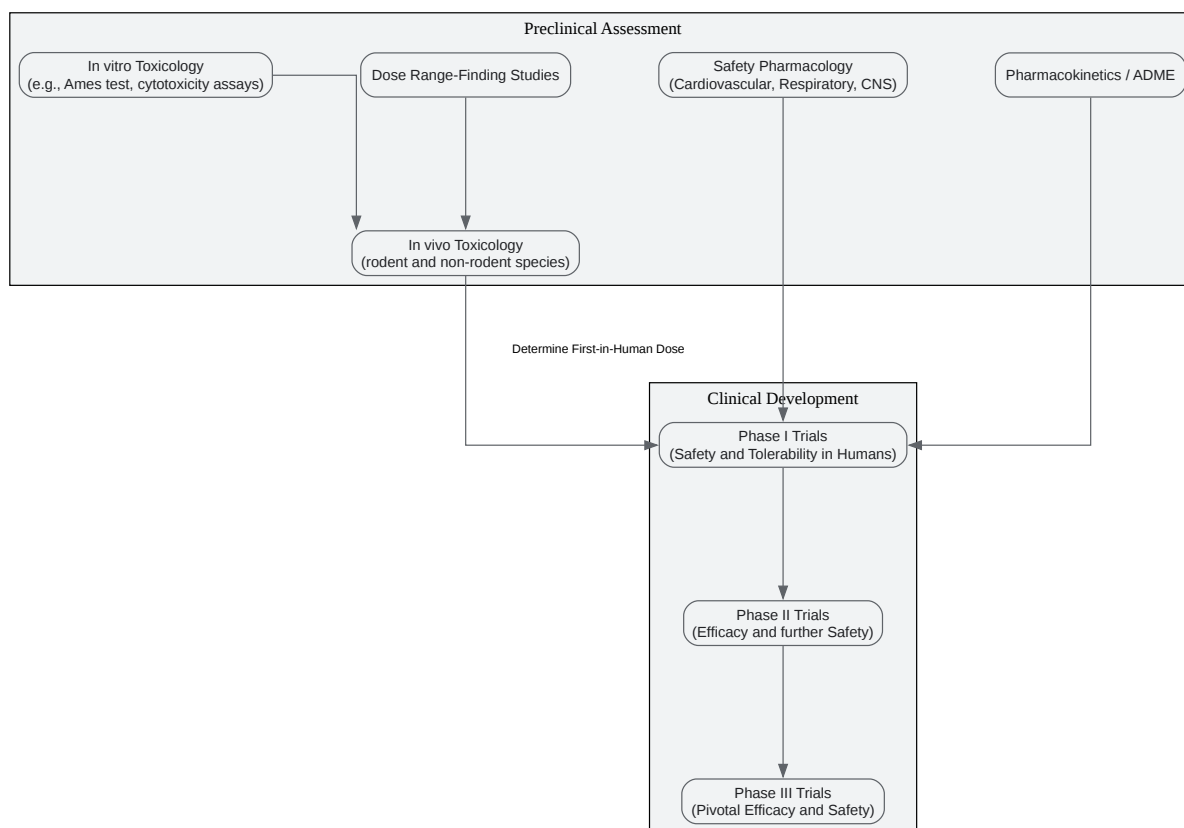 Preclinical Assessment
In vitro Toxicology
(e.g., Ames test, cytotoxicity assays)
Dose Range-Finding Studies
Safety Pharmacology
(Cardiovascular, Respiratory, CNS)
Pharmacokinetics / ADME
In vivo Toxicology
(rodent and non-rodent species)
Determine First-in-Human Dose
Clinical Development
Phase I Trials
(Safety and Tolerability in Humans)
Phase II Trials
(Efficacy and further Safety)
Phase III Trials
(Pivotal Efficacy and Safety)